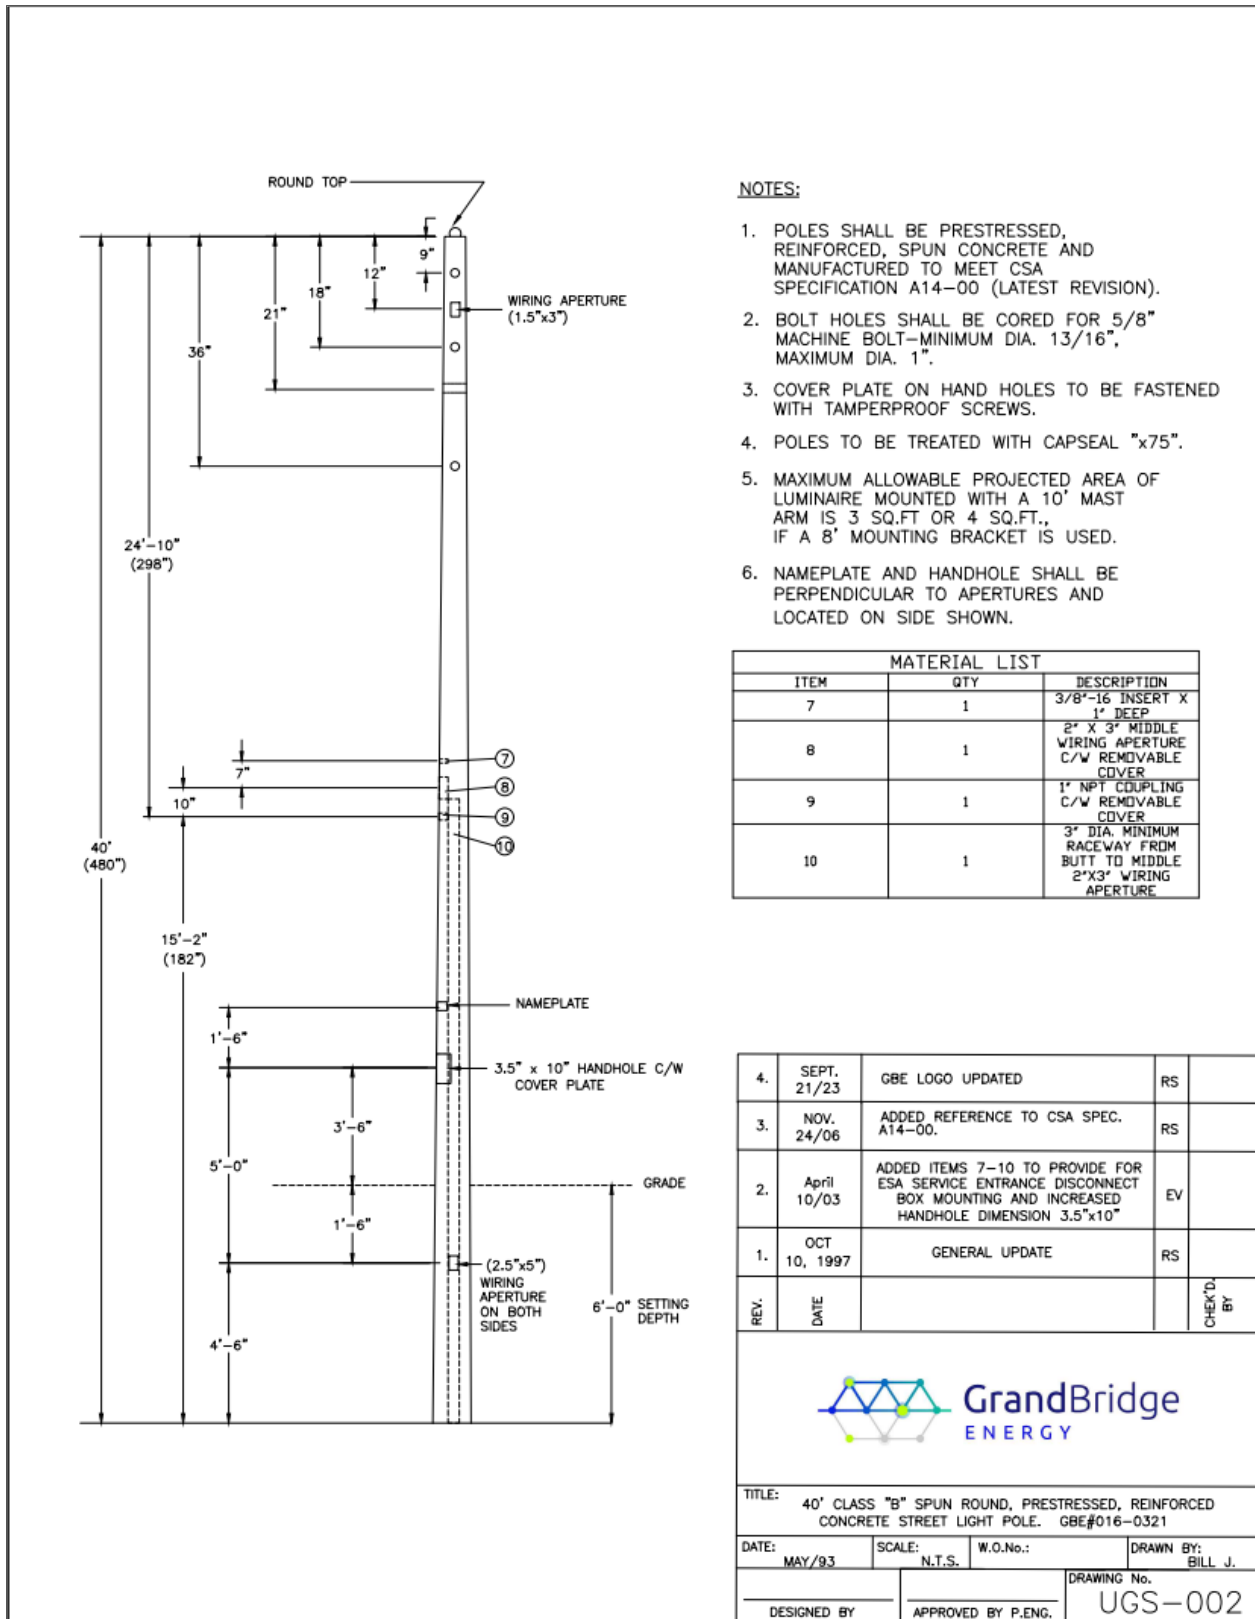 ROUND TOP
9"
12"
18"
21"
36"
WIRING APERTURE
(1.5"x3")
24'-10"
(298")
7"
10"
40'
(480")
15'-2"
(182")
7
8
9
10
NAMEPLATE
1'-6"
3.5" x 10" HANDHOLE C/W
COVER PLATE
3'-6"
5'-0"
GRADE
1'-6"
(2.5"x5")
WIRING
APERTURE
ON BOTH
SIDES
6'-0" SETTING
DEPTH
4'-6"
NOTES:
1. POLES SHALL BE PRESTRESSED,
REINFORCED, SPUN CONCRETE AND
MANUFACTURED TO MEET CSA
SPECIFICATION A14-00 (LATEST REVISION).
2. BOLT HOLES SHALL BE CORED FOR 5/8"
MACHINE BOLT-MINIMUM DIA. 13/16",
MAXIMUM DIA. 1".
3. COVER PLATE ON HAND HOLES TO BE FASTENED
WITH TAMPERPROOF SCREWS.
4. POLES TO BE TREATED WITH CAPSEAL "x75".
5. MAXIMUM ALLOWABLE PROJECTED AREA OF
LUMINAIRE MOUNTED WITH A 10' MAST
ARM IS 3 SQ.FT OR 4 SQ.FT.,
IF A 8' MOUNTING BRACKET IS USED.
6. NAMEPLATE AND HANDHOLE SHALL BE
PERPENDICULAR TO APERTURES AND
LOCATED ON SIDE SHOWN.
MATERIAL LIST
ITEM QTY DESCRIPTION
7 1 3/8"-16 INSERT X
1" DEEP
8 1 2" X 3" MIDDLE
WIRING APERTURE
C/W REMOVABLE
COVER
9 1 1" NPT COUPLING
C/W REMOVABLE
COVER
10 1 3" DIA. MINIMUM
RACEWAY FROM
BUTT TO MIDDLE
2"X3" WIRING
APERTURE
4. SEPT. 21/23 GBE LOGO UPDATED RS
3. NOV. 24/06 ADDED REFERENCE TO CSA SPEC.
A14-00. RS
2. April 10/03 ADDED ITEMS 7-10 TO PROVIDE FOR
ESA SERVICE ENTRANCE DISCONNECT
BOX MOUNTING AND INCREASED
HANDHOLE DIMENSION 3.5"x10" EV
1. OCT 10, 1997 GENERAL UPDATE RS
REV. DATE CHEK'D. BY
GrandBridge
ENERGY
TITLE: 40' CLASS "B" SPUN ROUND, PRESTRESSED, REINFORCED
CONCRETE STREET LIGHT POLE. GBE#016-0321
DATE: MAY/93 SCALE: N.T.S. W.O.No.: DRAWN BY: BILL J.
DESIGNED BY APPROVED BY P.ENG. DRAWING No. UGS-002